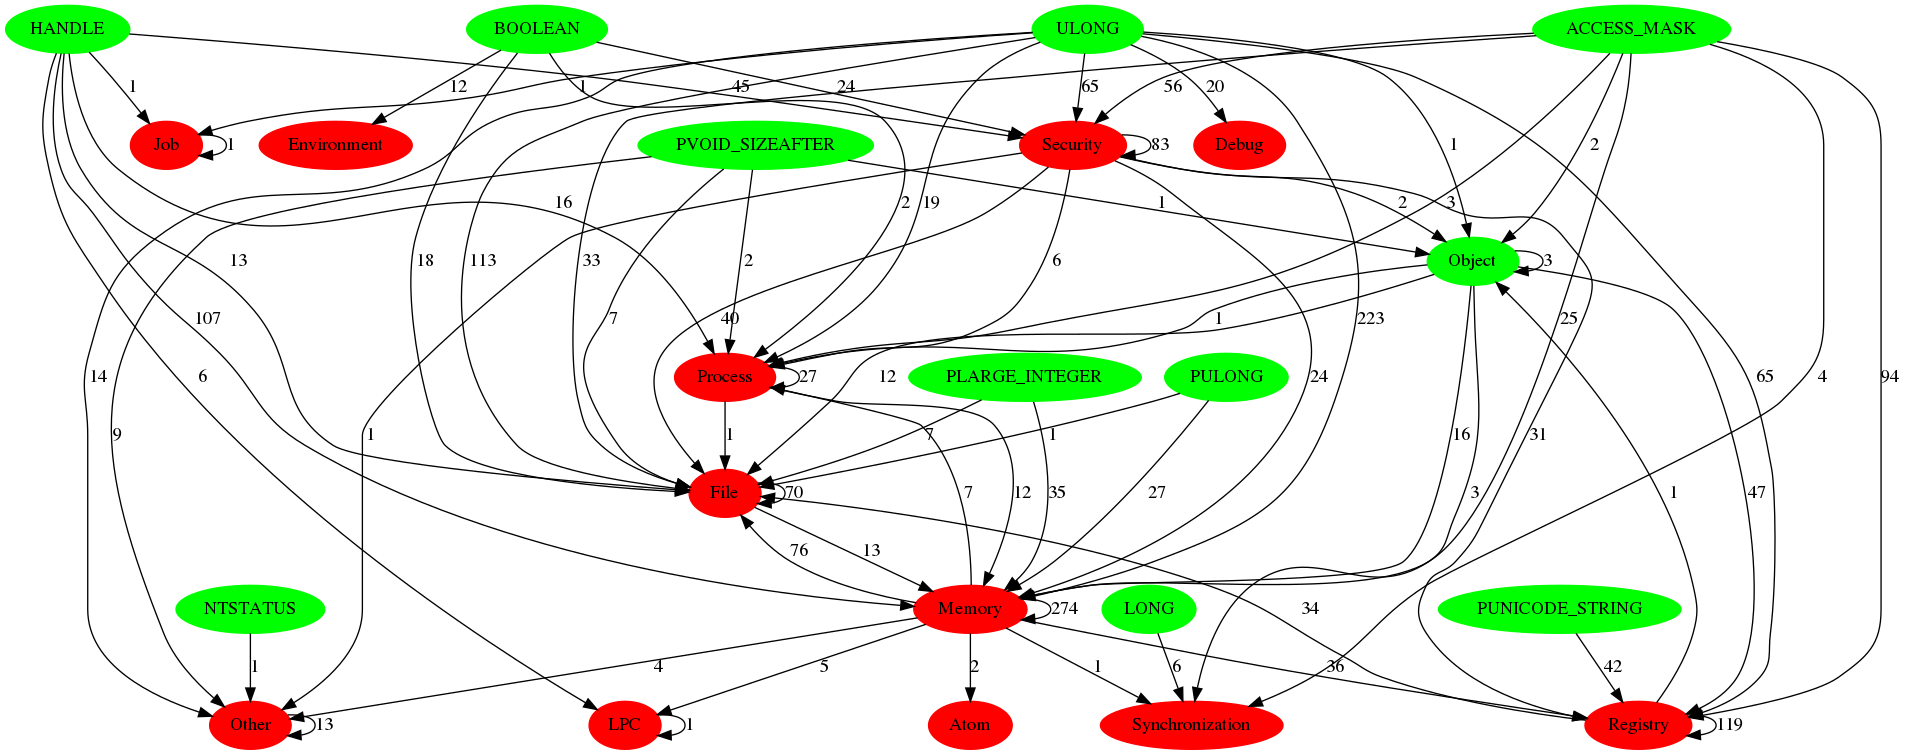 HANDLE BOOLEAN ULONG ACCESS_MASK
1 12 1 45 24 65 56 20
Job 1 Environment PVOID_SIZEAFTER Security 83 Debug 1 2
16 2 19 1 2 3
13 18 113 33 2 6 Object 3
107 7 40 1 223 25
14 6 Process 27 12 PLARGE_INTEGER PULONG 24 65 4 94
9 1 1 7 1 16 31
File 70 7 12 35 27 3 1 47
76 13
NTSTATUS Memory 274 LONG 34 PUNICODE_STRING
1 4 5 2 1 6 36 42
Other 13 LPC 1 Atom Synchronization Registry 119